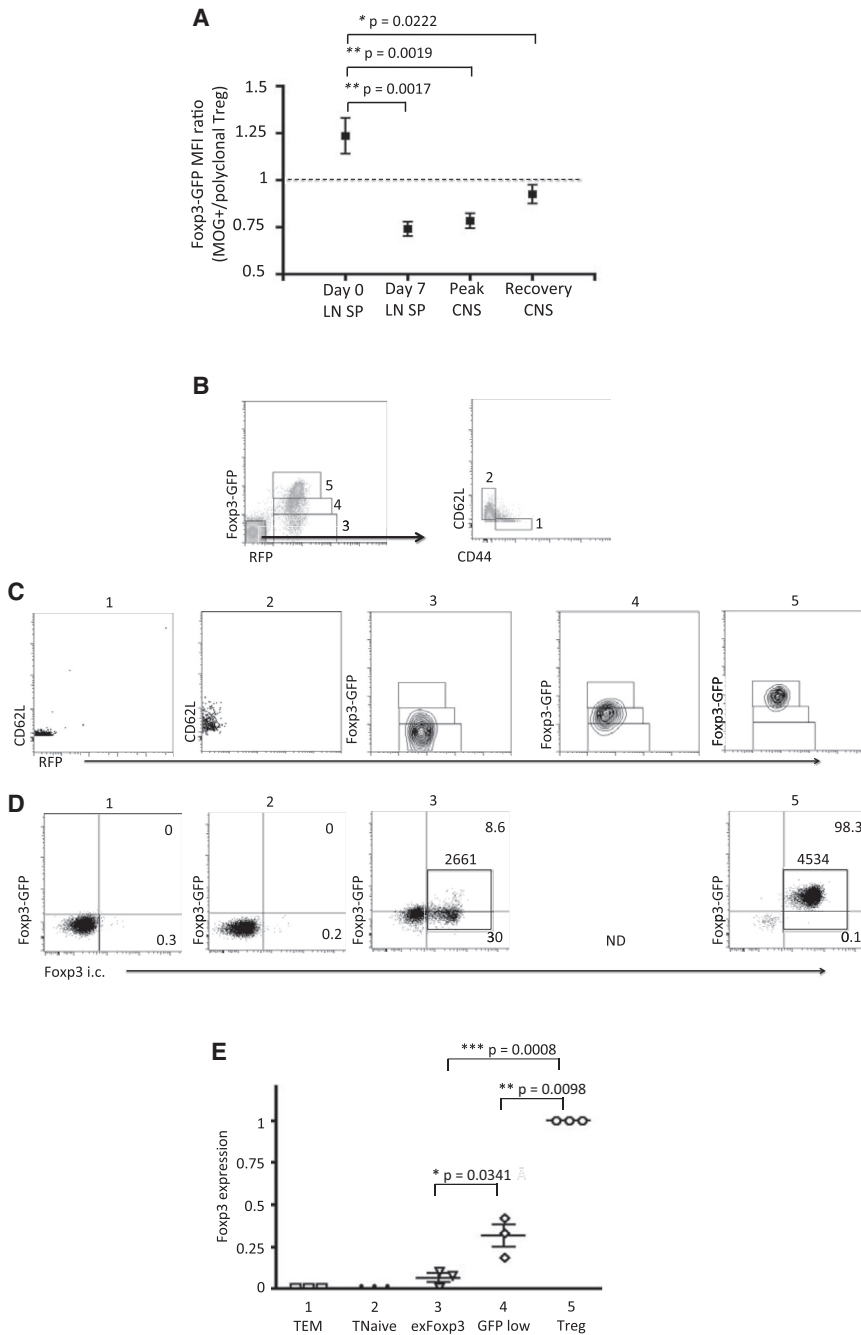 A
* p = 0.0222
** p = 0.0019
** p = 0.0017
Foxp3-GFP MFI ratio
(MOG+/polyclonal Treg)
1.5
1.25
1
0.75
0.5
Day 0
LN SP
Day 7
LN SP
Peak
CNS
Recovery
CNS
B
Foxp3-GFP
5
4
3
RFP
CD62L
2
1
CD44
C
1
2
3
4
5
CD62L
CD62L
Foxp3-GFP
Foxp3-GFP
Foxp3-GFP
RFP
D
1
2
3
5
Foxp3-GFP
0
0.3
Foxp3-GFP
0
0.2
Foxp3-GFP
8.6
2661
30
ND
Foxp3-GFP
98.3
4534
0.1
Foxp3 i.c.
E
*** p = 0.0008
** p = 0.0098
* p = 0.0341
Foxp3 expression
1
0.75
0.5
0.25
0
1
TEM
2
TNaive
3
exFoxp3
4
GFP low
5
Treg